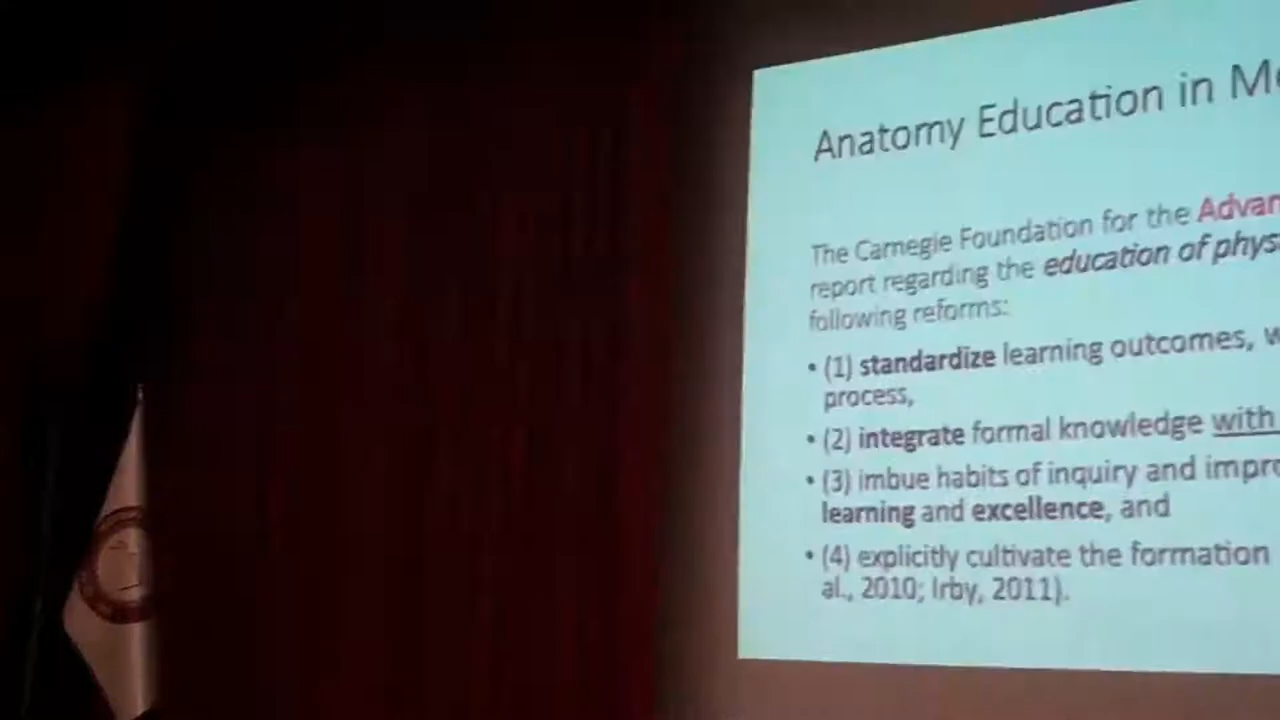 Anatomy Education in Me
The Carnegie Foundation for the Advan
report regarding the education of phys
following reforms:
• (1) standardize learning outcomes, w
process,
• (2) integrate formal knowledge with
• (3) imbue habits of inquiry and impro
learning and excellence, and
• (4) explicitly cultivate the formation
al., 2010; Irby, 2011).